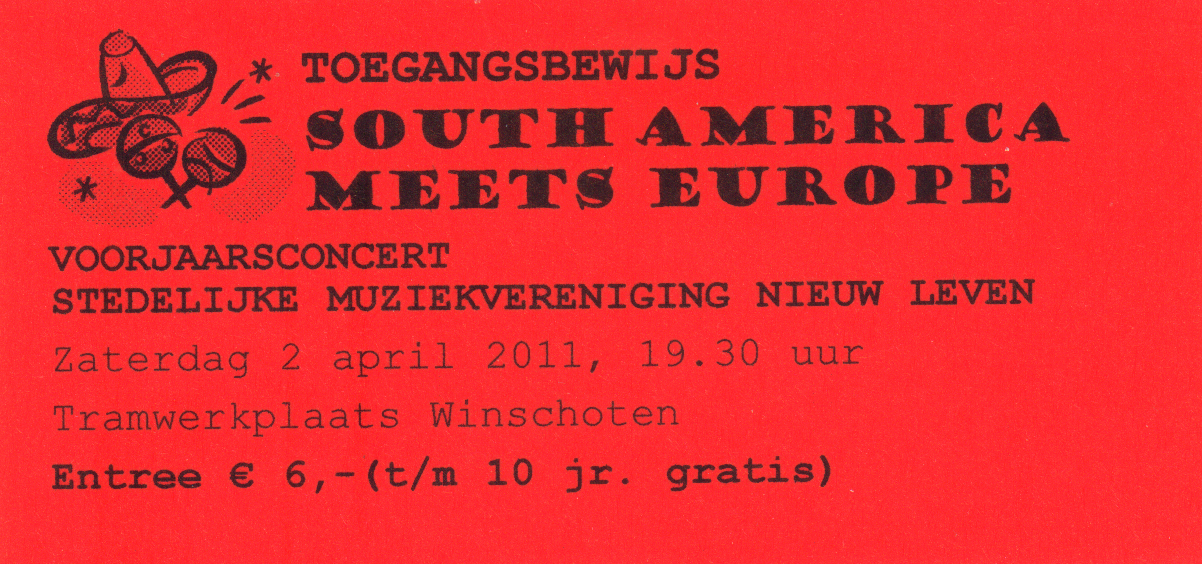 TOEGANGSBEWIJS
SOUTH AMERICA
MEETS EUROPE
VOORJAARSCONCERT
STEDELIJKE MUZIEKVERENIGING NIEUW LEVEN
Zaterdag 2 april 2011, 19.30 uur
Tramwerkplaats Winschoten
Entree € 6,-(t/m 10 jr. gratis)